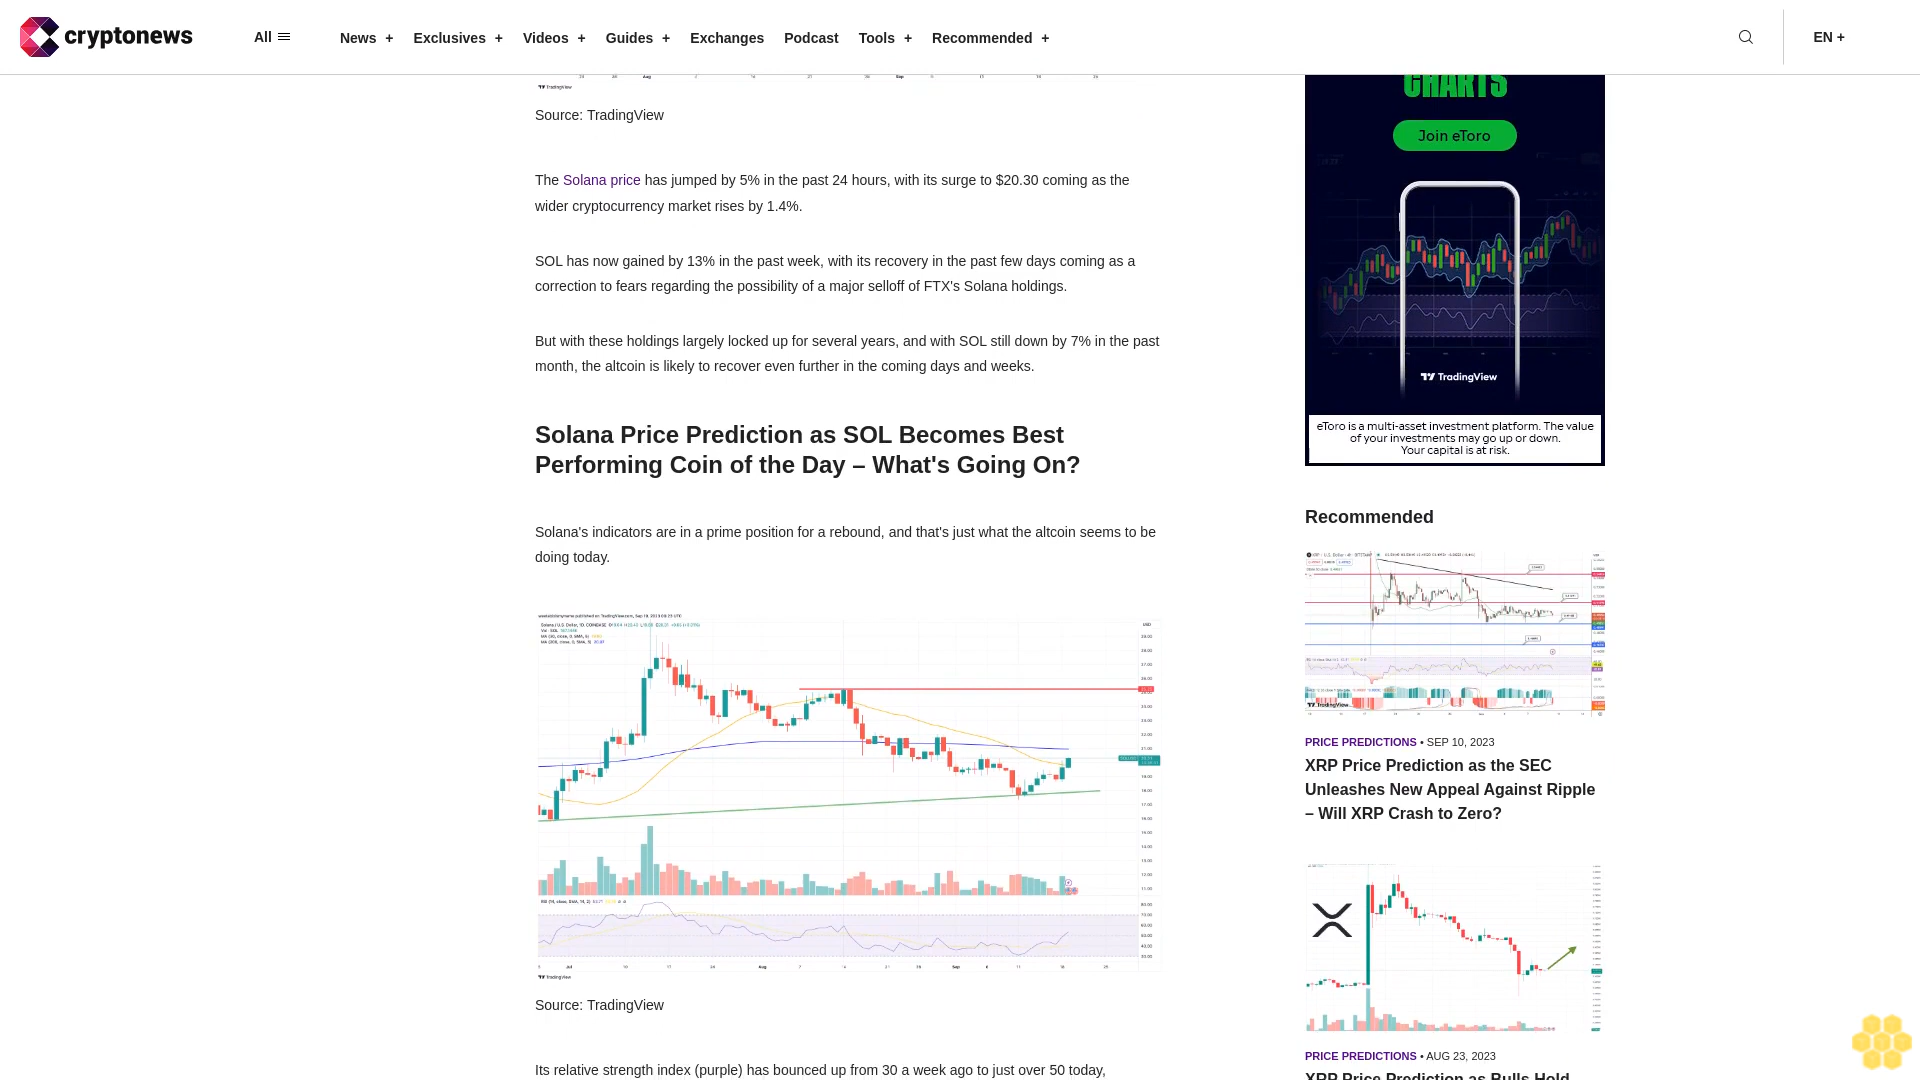 cryptonews
All
News +
Exclusives +
Videos +
Guides +
Exchanges
Podcast
Tools +
Recommended +
EN +
TradingView
Source: TradingView
The Solana price has jumped by 5% in the past 24 hours, with its surge to $20.30 coming as the
wider cryptocurrency market rises by 1.4%.
SOL has now gained by 13% in the past week, with its recovery in the past few days coming as a
correction to fears regarding the possibility of a major selloff of FTX's Solana holdings.
But with these holdings largely locked up for several years, and with SOL still down by 7% in the past
month, the altcoin is likely to recover even further in the coming days and weeks.
Solana Price Prediction as SOL Becomes Best
Performing Coin of the Day – What's Going On?
Solana's indicators are in a prime position for a rebound, and that's just what the altcoin seems to be
doing today.
TradingView
Source: TradingView
Its relative strength index (purple) has bounced up from 30 a week ago to just over 50 today,
CHARTS
Join eToro
TradingView
eToro is a multi-asset investment platform. The value
of your investments may go up or down.
Your capital is at risk.
Recommended
TradingView
PRICE PREDICTIONS • SEP 10, 2023
XRP Price Prediction as the SEC
Unleashes New Appeal Against Ripple
– Will XRP Crash to Zero?
PRICE PREDICTIONS • AUG 23, 2023
XRP Price Prediction as Bulls Hold